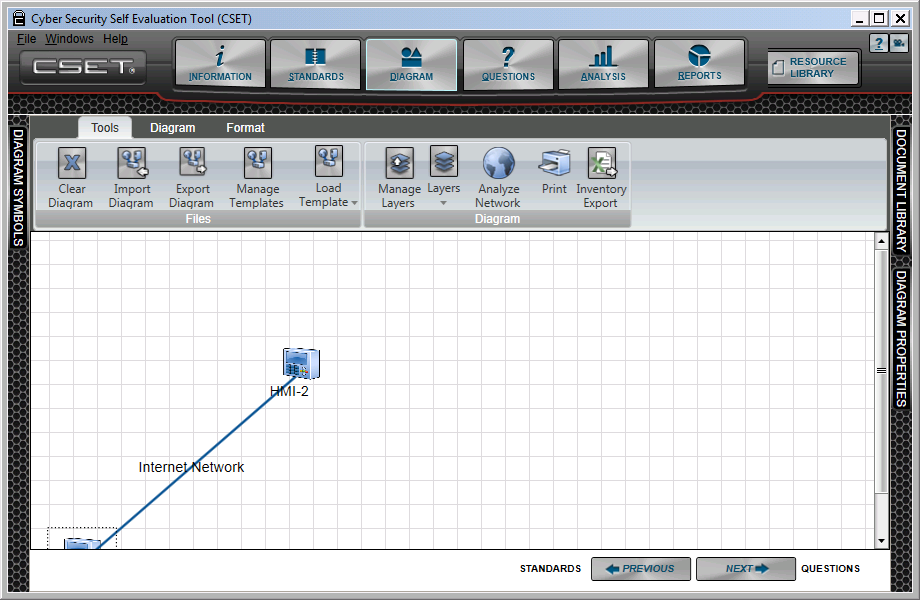 Cyber Security Self Evaluation Tool (CSET)
File Windows Help
CSET
INFORMATION
STANDARDS
DIAGRAM
QUESTIONS
ANALYSIS
REPORTS
RESOURCE
LIBRARY
?
Tools Diagram Format
Clear
Diagram
Import
Diagram
Export
Diagram
Manage
Templates
Load
Template
Files
Manage
Layers
Layers
Analyze
Network
Print
Inventory
Export
Diagram
DIAGRAM SYMBOLS
DOCUMENT LIBRARY
DIAGRAM PROPERTIES
HMI-2
Internet Network
STANDARDS PREVIOUS NEXT QUESTIONS